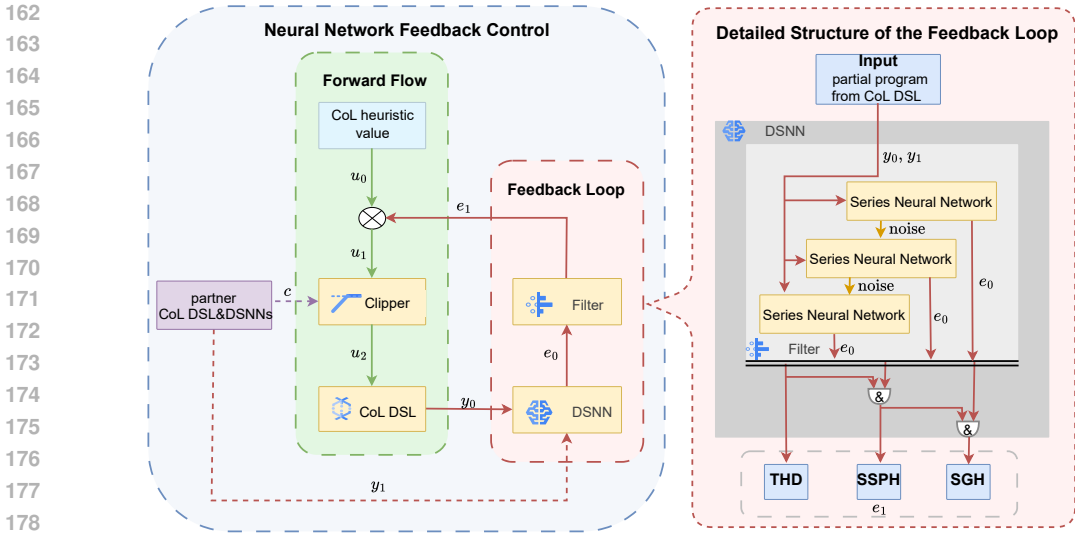 162
163
164
165
166
167
168
169
170
171
172
173
174
175
176
177
178
Neural Network Feedback Control
Forward Flow
CoL heuristic
value
u0
e1
u1
partner
CoL DSL&DSNNs
c
Clipper
u2
CoL DSL
y0
y1
Feedback Loop
Filter
e0
DSNN
Detailed Structure of the Feedback Loop
Input
partial program
from CoL DSL
DSNN
y0, y1
Series Neural Network
noise
Series Neural Network
noise
Series Neural Network
e0
e0
e0
Filter
&
&
THD
SSPH
SGH
e1